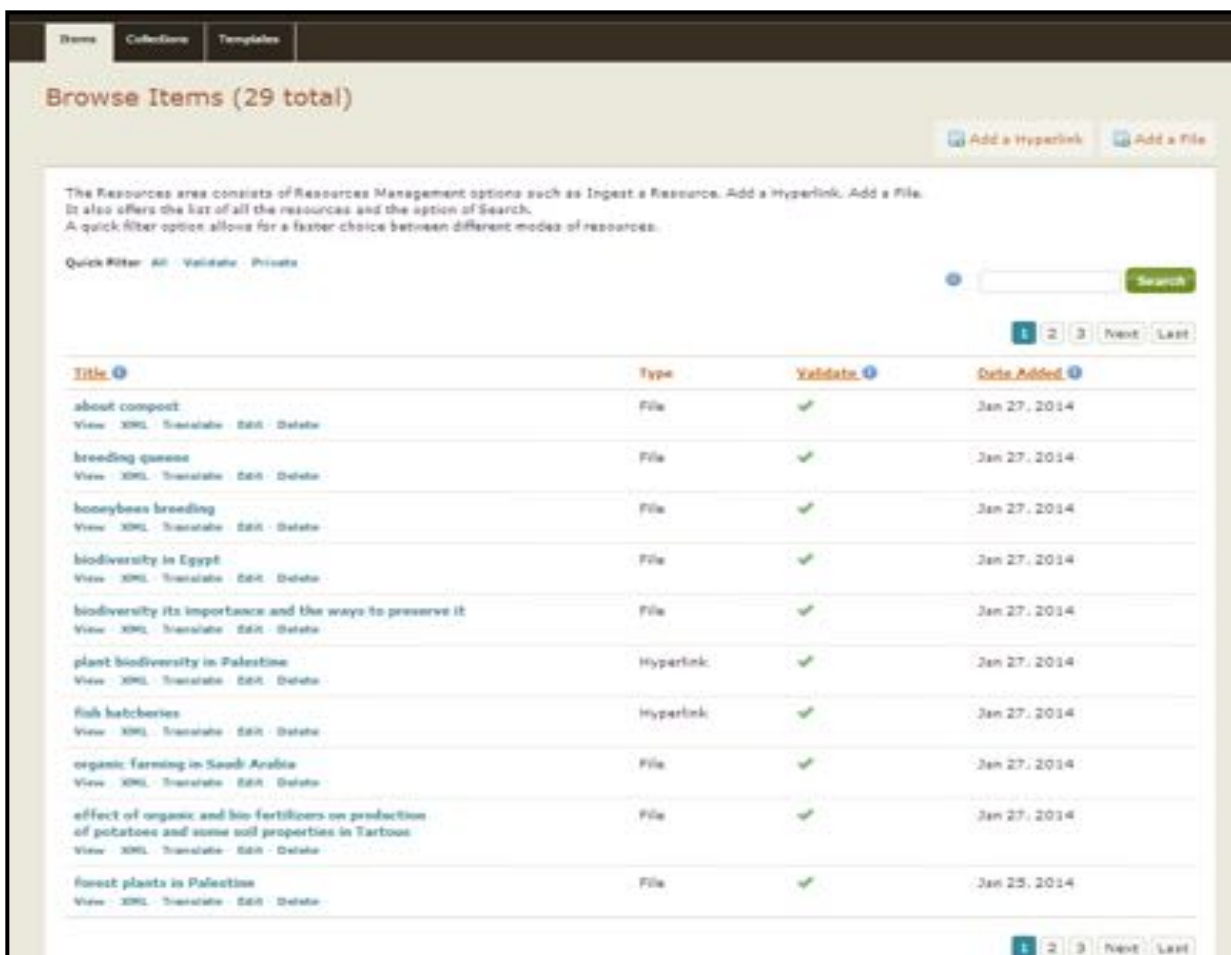 Items Collections Templates
Browse Items (29 total)
Add a Hyperlink Add a File
The Resources area consists of Resources Management options such as Ingest a Resource. Add a Hyperlink. Add a File.
It also offers the list of all the resources and the option of Search.
A quick filter option allows for a faster choice between different modes of resources.
Quick Filter All Validate Private
Search
1 2 3 Next Last
Title Type Validate Date Added
about compost File Jan 27, 2014
View XML Translate Edit Delete
breeding queens File Jan 27, 2014
View XML Translate Edit Delete
honeybees breeding File Jan 27, 2014
View XML Translate Edit Delete
biodiversity in Egypt File Jan 27, 2014
View XML Translate Edit Delete
biodiversity its importance and the ways to preserve it File Jan 27, 2014
View XML Translate Edit Delete
plant biodiversity in Palestine Hyperlink Jan 27, 2014
View XML Translate Edit Delete
fish hatcheries Hyperlink Jan 27, 2014
View XML Translate Edit Delete
organic farming in Saudi Arabia File Jan 27, 2014
View XML Translate Edit Delete
effect of organic and bio fertilizers on production File Jan 27, 2014
of potatoes and some soil properties in Tartous
View XML Translate Edit Delete
forest plants in Palestine File Jan 25, 2014
View XML Translate Edit Delete
1 2 3 Next Last